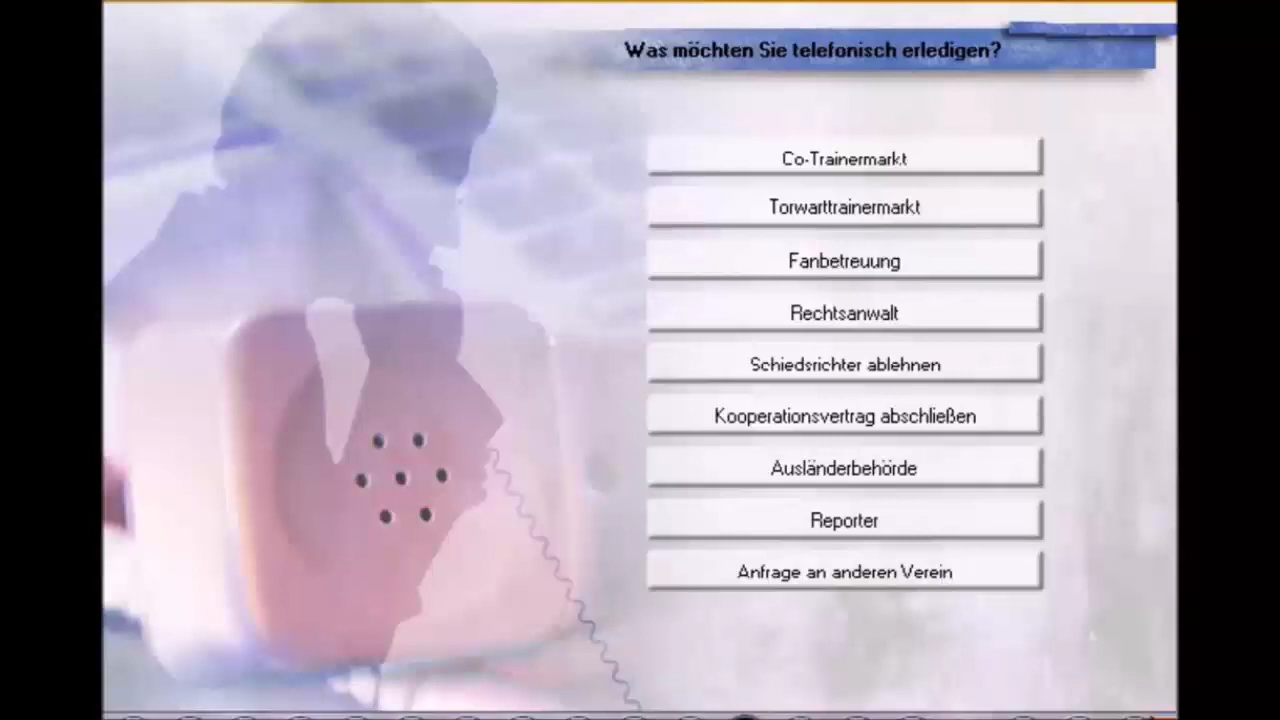 Was möchten Sie telefonisch erledigen?
Co-Trainermarkt
Torwarttrainermarkt
Fanbetreuung
Rechtsanwalt
Schiedsrichter ablehnen
Kooperationsvertrag abschließen
Ausländerbehörde
Reporter
Anfrage an anderen Verein